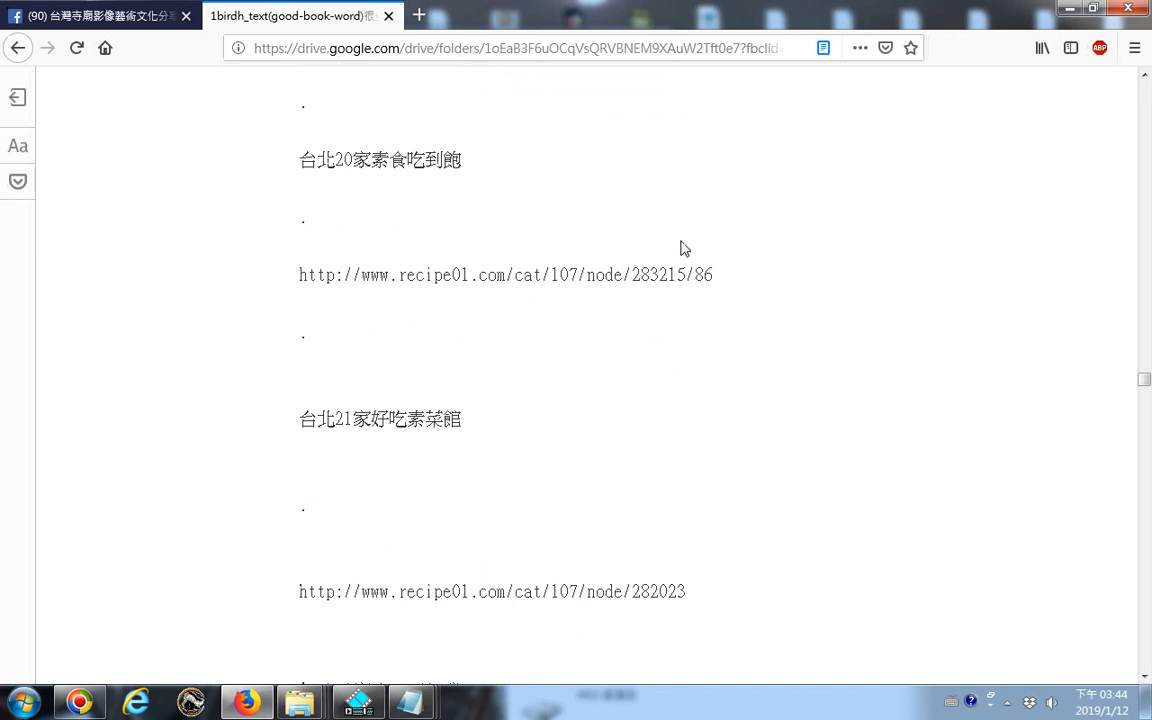 (90) 台灣寺廟影像藝術文化分
1birdh_text(good-book-word)很
https://drive.google.com/drive/folders/1oEaB3F6uOCqVsQRVBNEM9XAuW2Tft0e7?fbclid
ABP
.
Aa
台北20家素食吃到飽
.
http://www.recipe01.com/cat/107/node/283215/86
.
台北21家好吃素菜館
.
http://www.recipe01.com/cat/107/node/282023
下午 03:44
2019/1/12